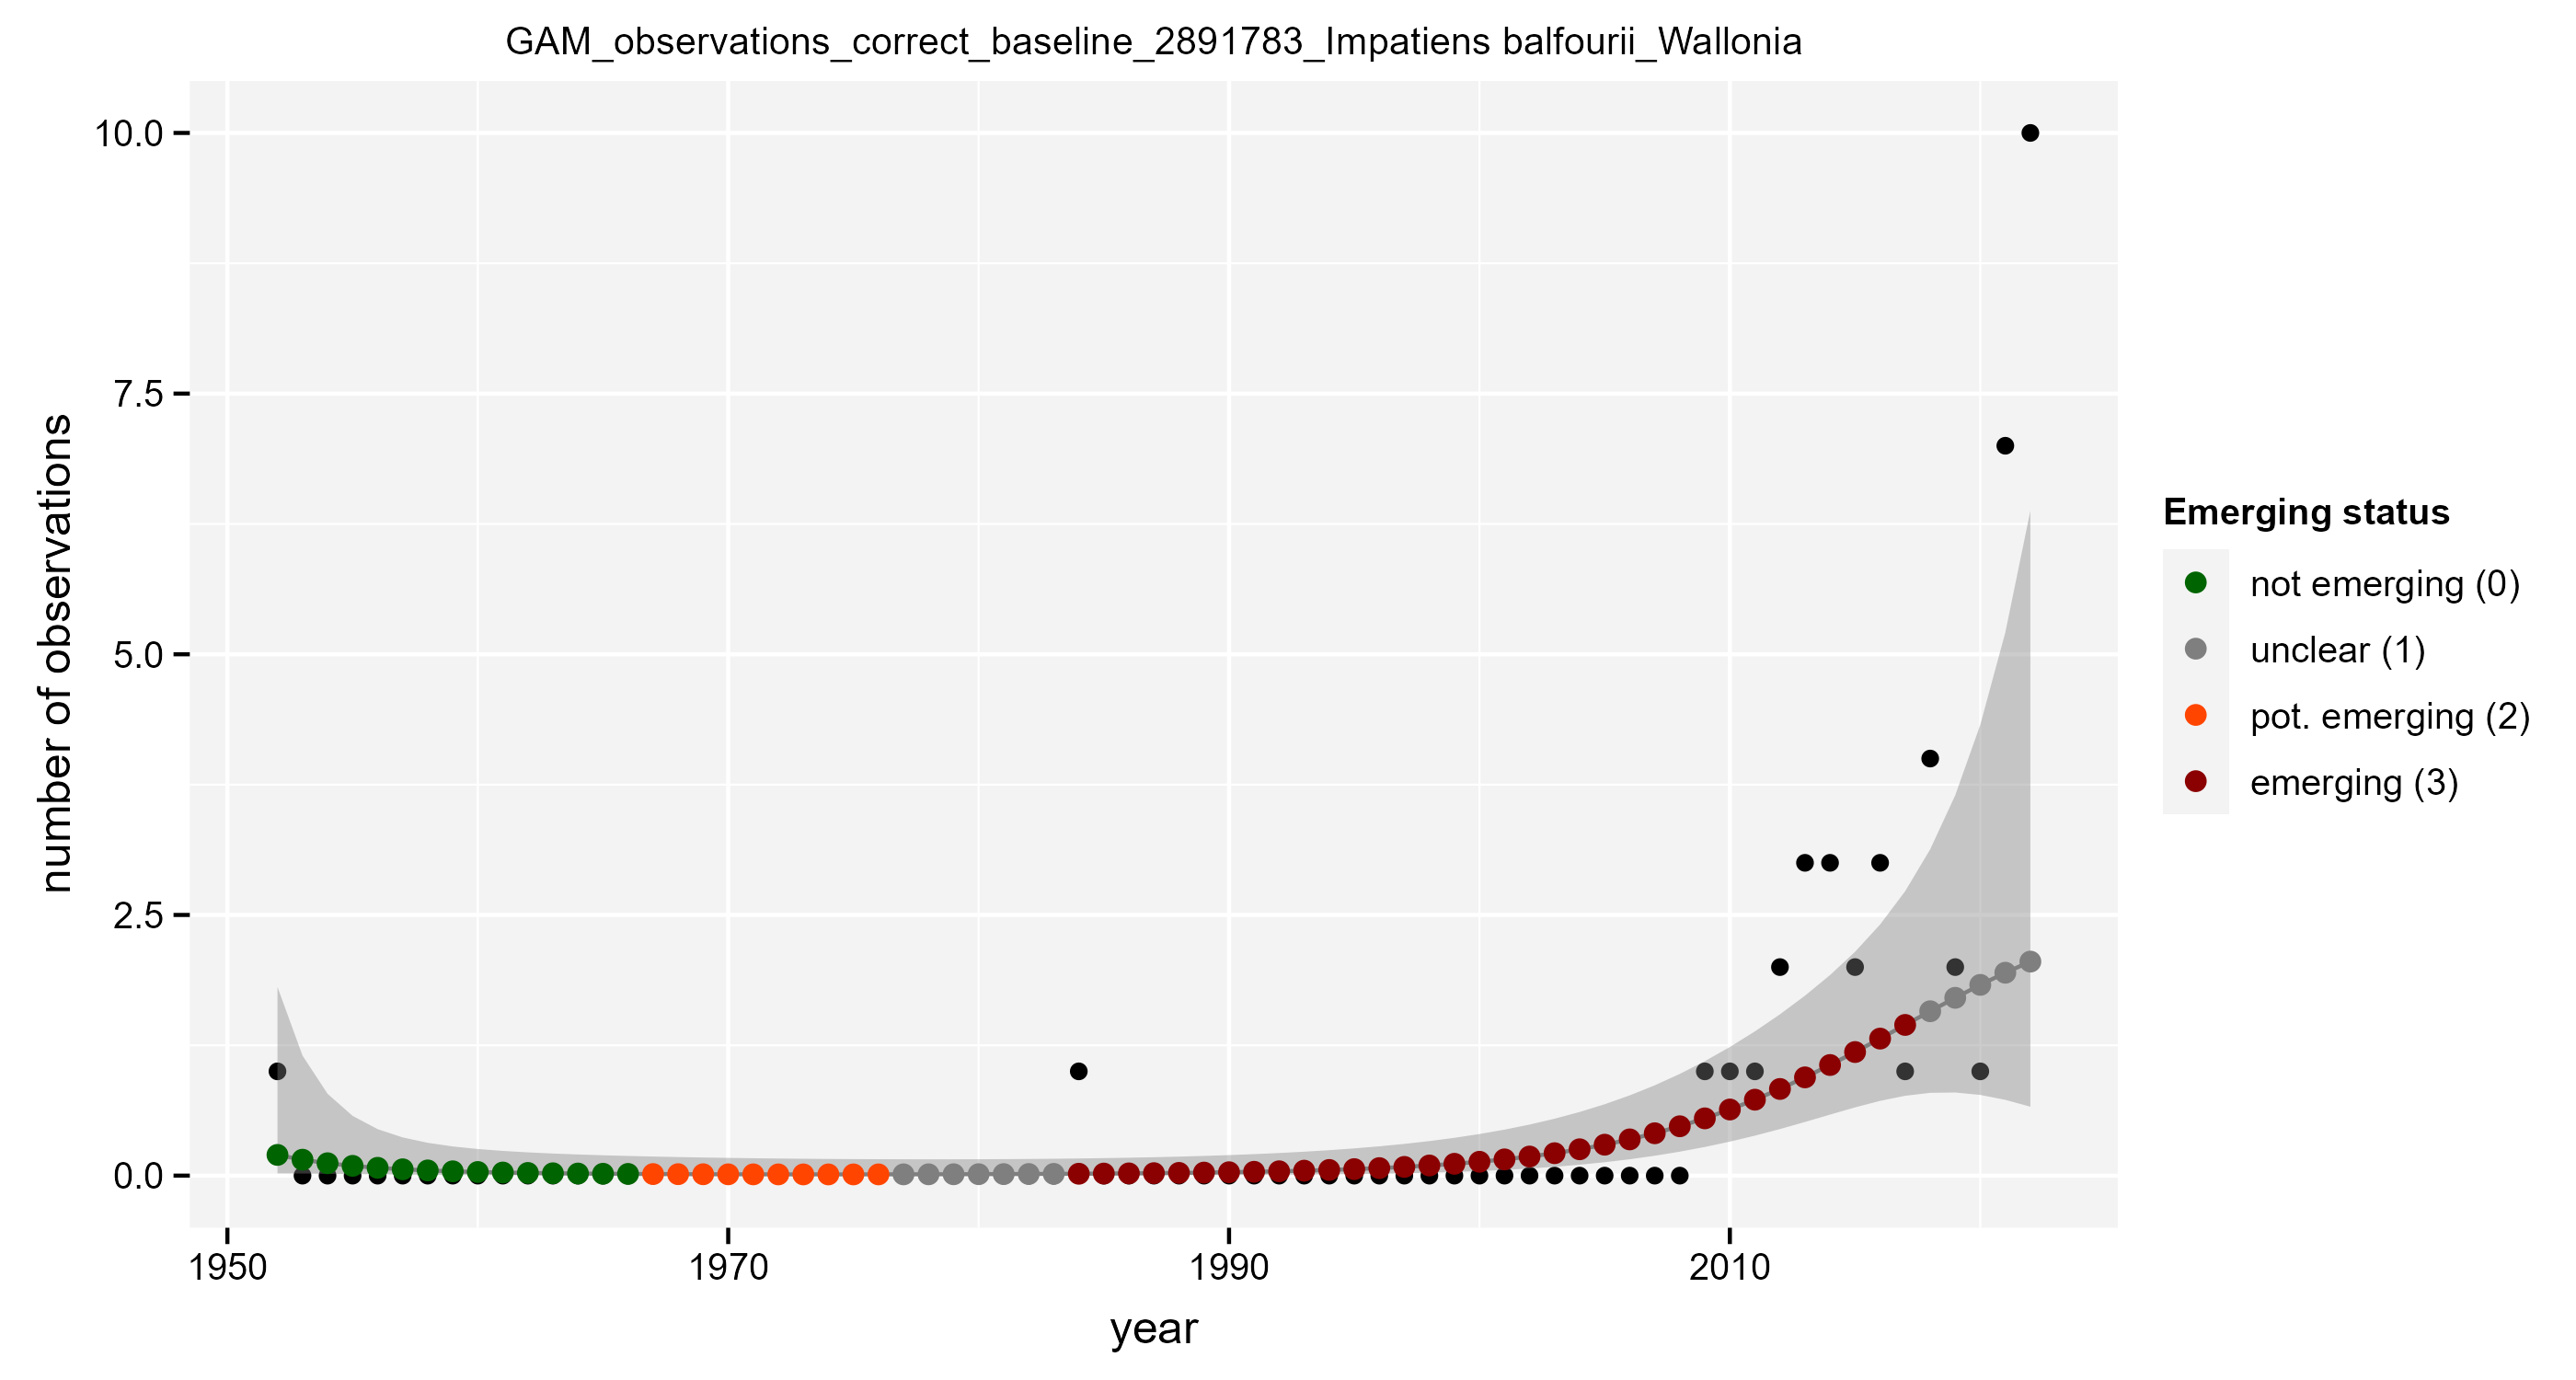 GAM_observations_correct_baseline_2891783_Impatiens balfourii_Wallonia
number of observations
10.0
7.5
5.0
2.5
0.0
1950 1970 1990 2010
year
Emerging status
not emerging (0)
unclear (1)
pot. emerging (2)
emerging (3)